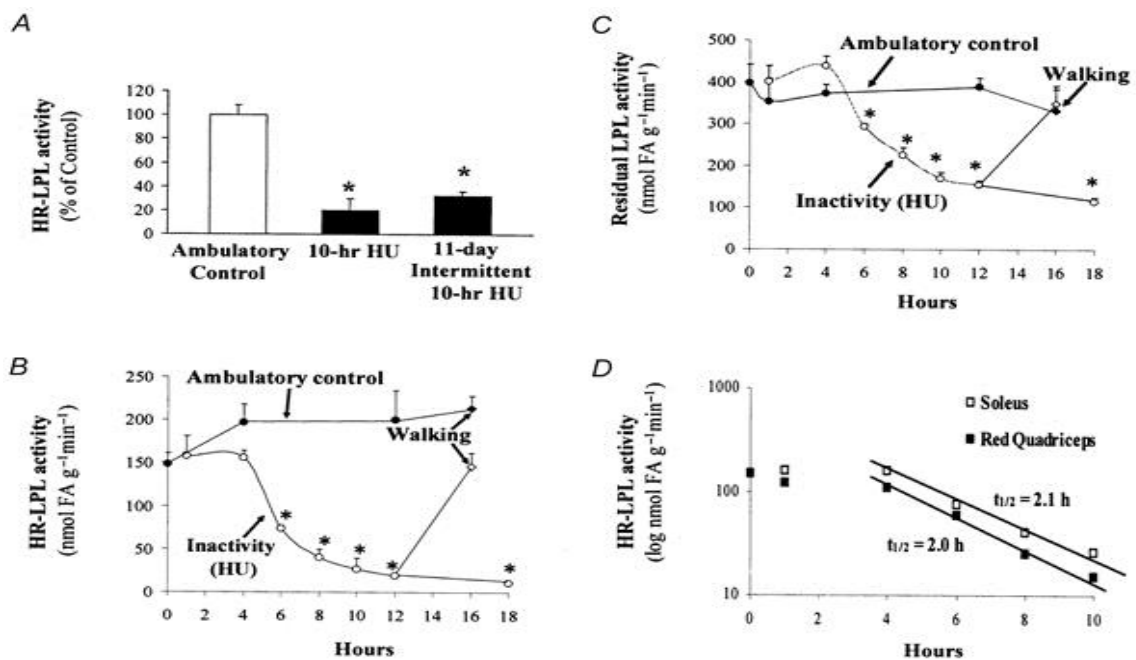 A
HR-LPL activity
(% of Control)
120
100
80
60
40
20
0
*
*
Ambulatory
Control
10-hr HU
11-day
Intermittent
10-hr HU
B
HR-LPL activity
(nmol FA g⁻¹min⁻¹)
250
200
150
100
50
0
Ambulatory control
Walking
Inactivity
(HU)
*
*
*
*
*
0 2 4 6 8 10 12 14 16 18
Hours
C
Residual LPL activity
(nmol FA g⁻¹min⁻¹)
500
400
300
200
100
0
Ambulatory control
Walking
Inactivity (HU)
*
*
*
*
*
0 2 4 6 8 10 12 14 16 18
Hours
D
HR-LPL activity
(log nmol FA g⁻¹min⁻¹)
1000
100
10
Soleus
Red Quadriceps
t1/2 = 2.1 h
t1/2 = 2.0 h
0 2 4 6 8 10
Hours